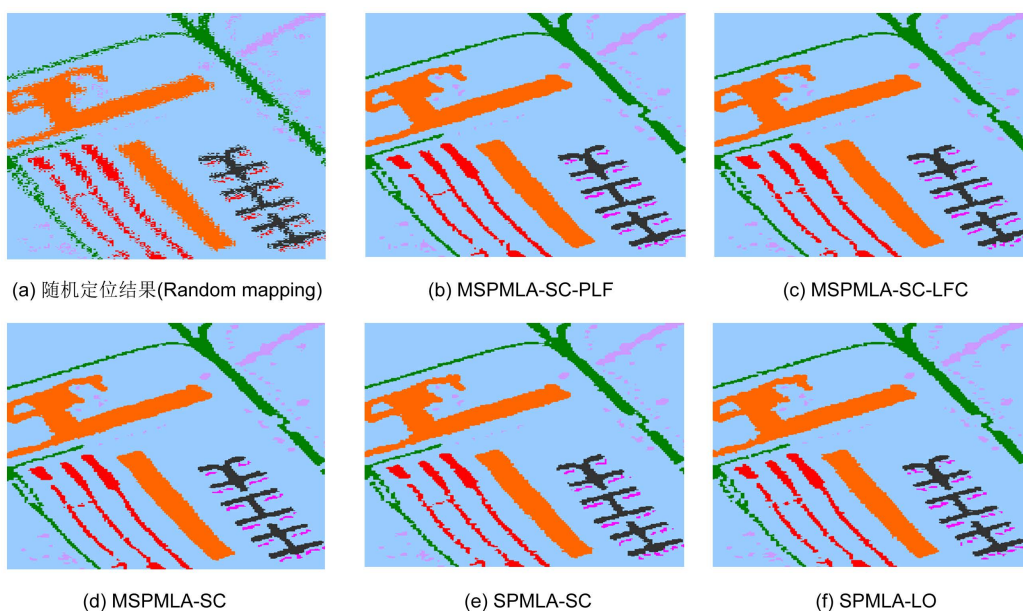 (a) 随机定位结果(Random mapping)
(b) MSPMLA-SC-PLF
(c) MSPMLA-SC-LFC
(d) MSPMLA-SC
(e) SPMLA-SC
(f) SPMLA-LO